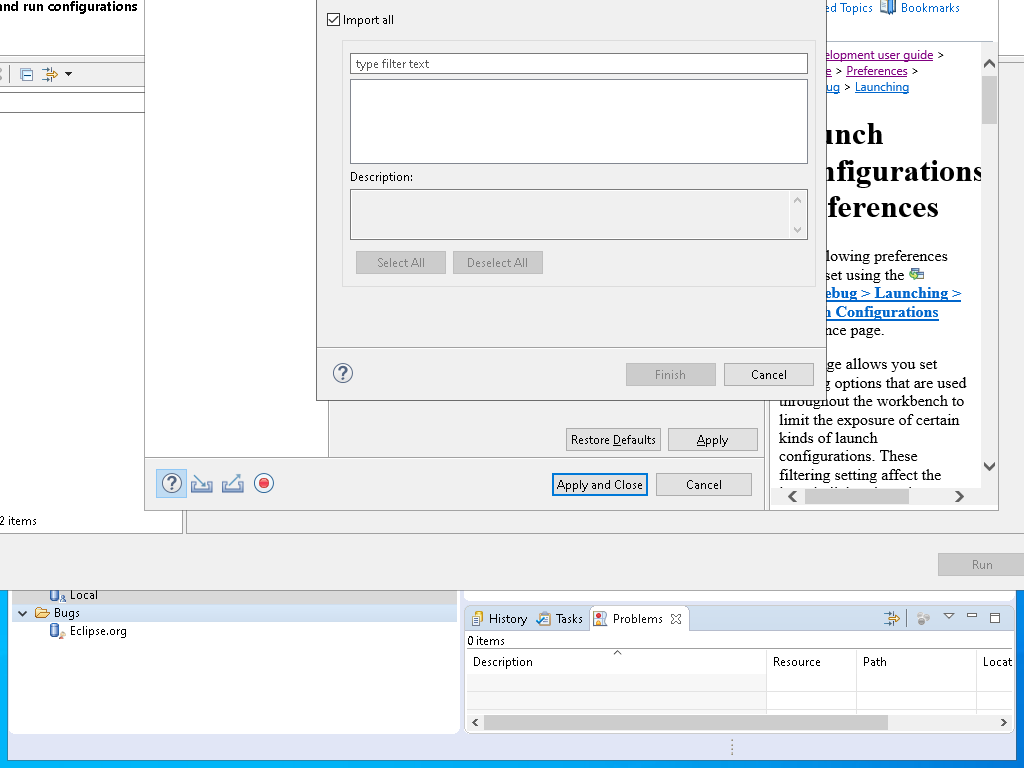 and run configurations
Import all
type filter text
Description:
Select All
Deselect All
Finish
Cancel
ed Topics
Bookmarks
elopment user guide >
e > Preferences >
ug > Launching
unch
nfigurations
ferences
lowing preferences
set using the
ebug > Launching >
n Configurations
nce page.
ge allows you set
g options that are used
throughout the workbench to
limit the exposure of certain
kinds of launch
configurations. These
filtering setting affect the
Restore Defaults
Apply
Apply and Close
Cancel
2 items
Run
Local
Bugs
Eclipse.org
History
Tasks
Problems
0 items
Description
Resource
Path
Locat